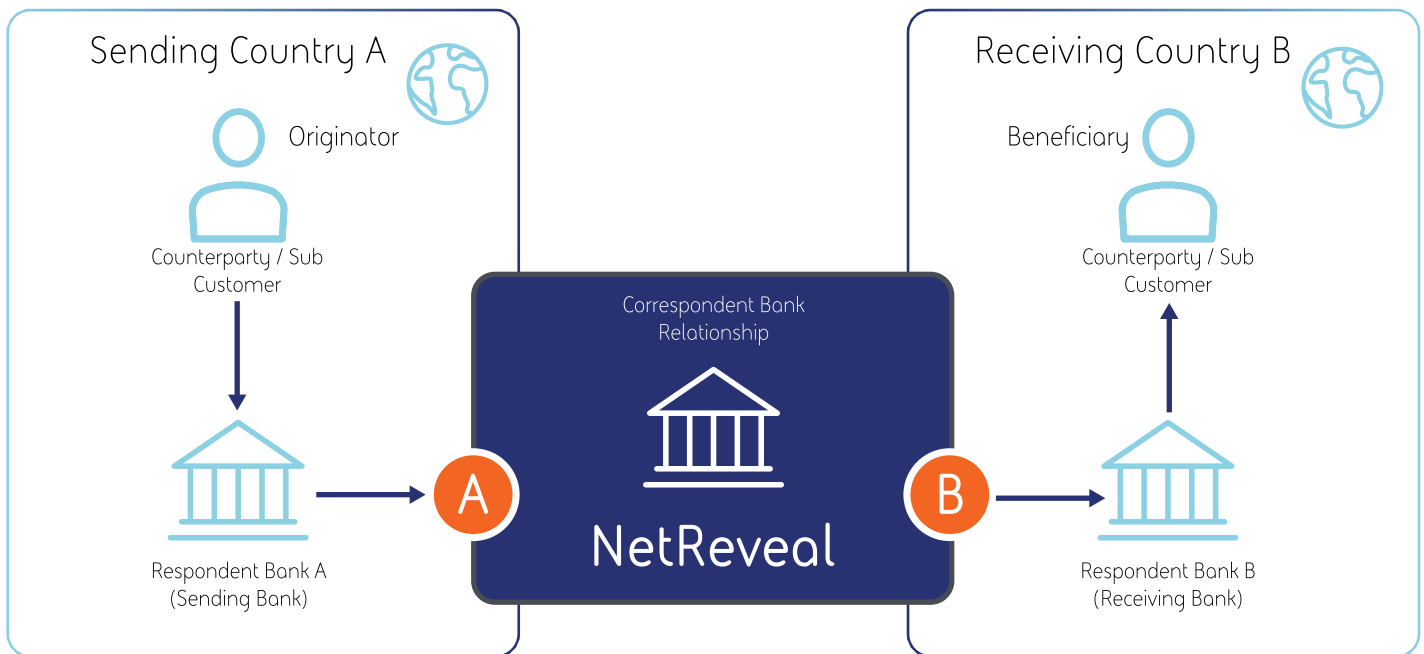 Sending Country A
Originator
Counterparty / Sub
Customer
Respondent Bank A
(Sending Bank)
A
Correspondent Bank
Relationship
NetReveal
B
Receiving Country B
Beneficiary
Counterparty / Sub
Customer
Respondent Bank B
(Receiving Bank)